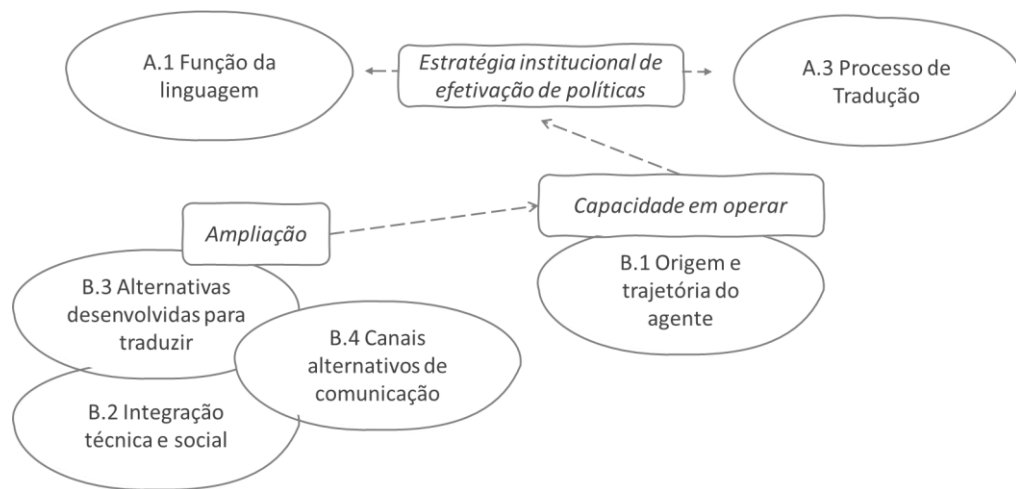 A.1 Função da
linguagem
Estratégia institucional de
efetivação de políticas
A.3 Processo de
Tradução
Capacidade em operar
Ampliação
B.1 Origem e
trajetória do
agente
B.3 Alternativas
desenvolvidas para
traduzir
B.4 Canais
alternativos de
comunicação
B.2 Integração
técnica e social